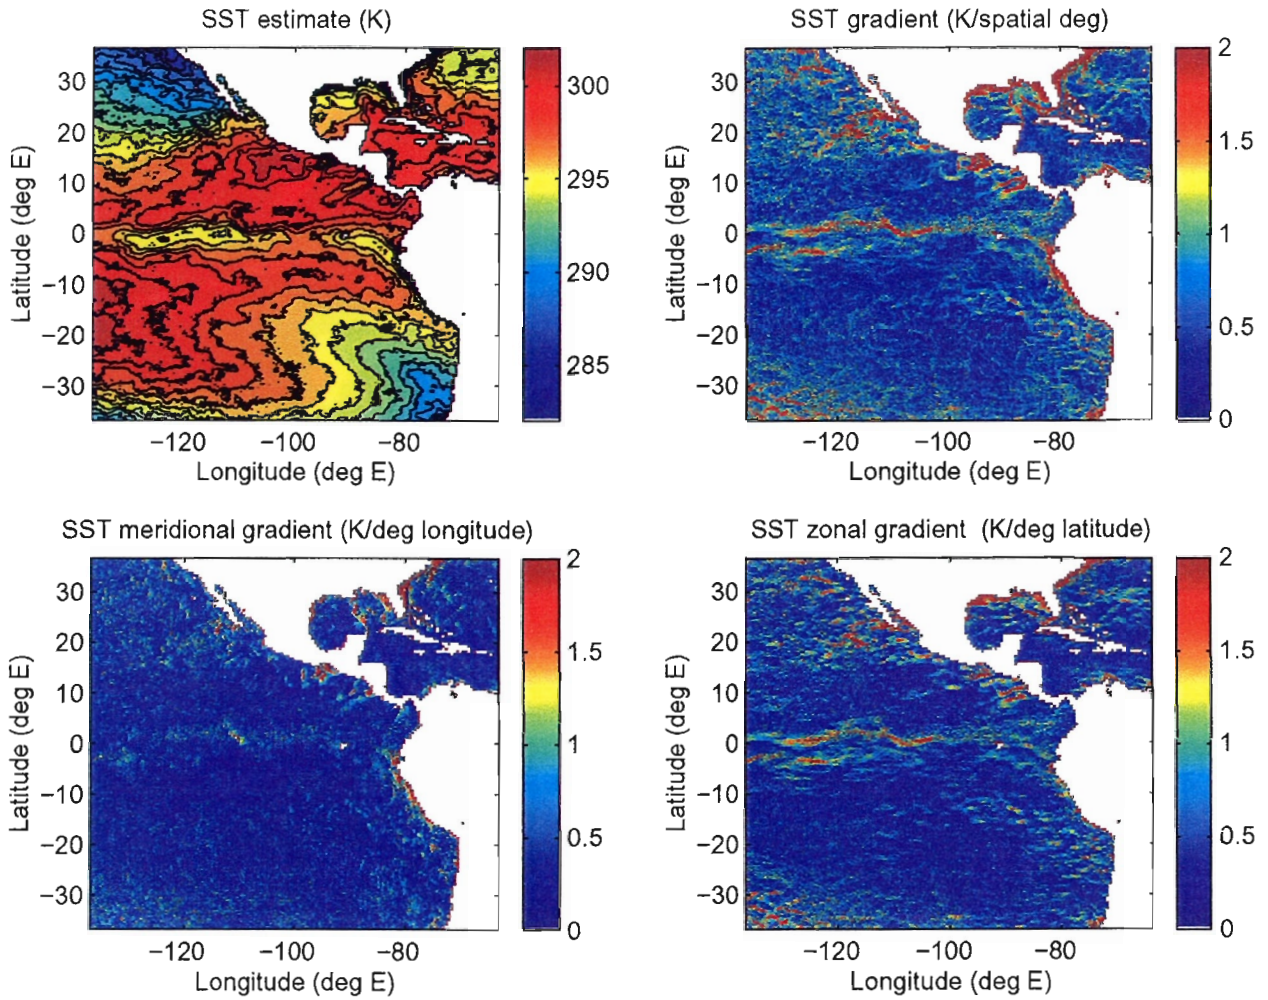 SST estimate (K)
30
20
10
0
−10
−20
−30
Latitude (deg E)
−120 −100 −80
Longitude (deg E)
300
295
290
285
SST gradient (K/spatial deg)
30
20
10
0
−10
−20
−30
Latitude (deg E)
−120 −100 −80
Longitude (deg E)
2
1.5
1
0.5
0
SST meridional gradient (K/deg longitude)
30
20
10
0
−10
−20
−30
Latitude (deg E)
−120 −100 −80
Longitude (deg E)
2
1.5
1
0.5
0
SST zonal gradient (K/deg latitude)
30
20
10
0
−10
−20
−30
Latitude (deg E)
−120 −100 −80
Longitude (deg E)
2
1.5
1
0.5
0